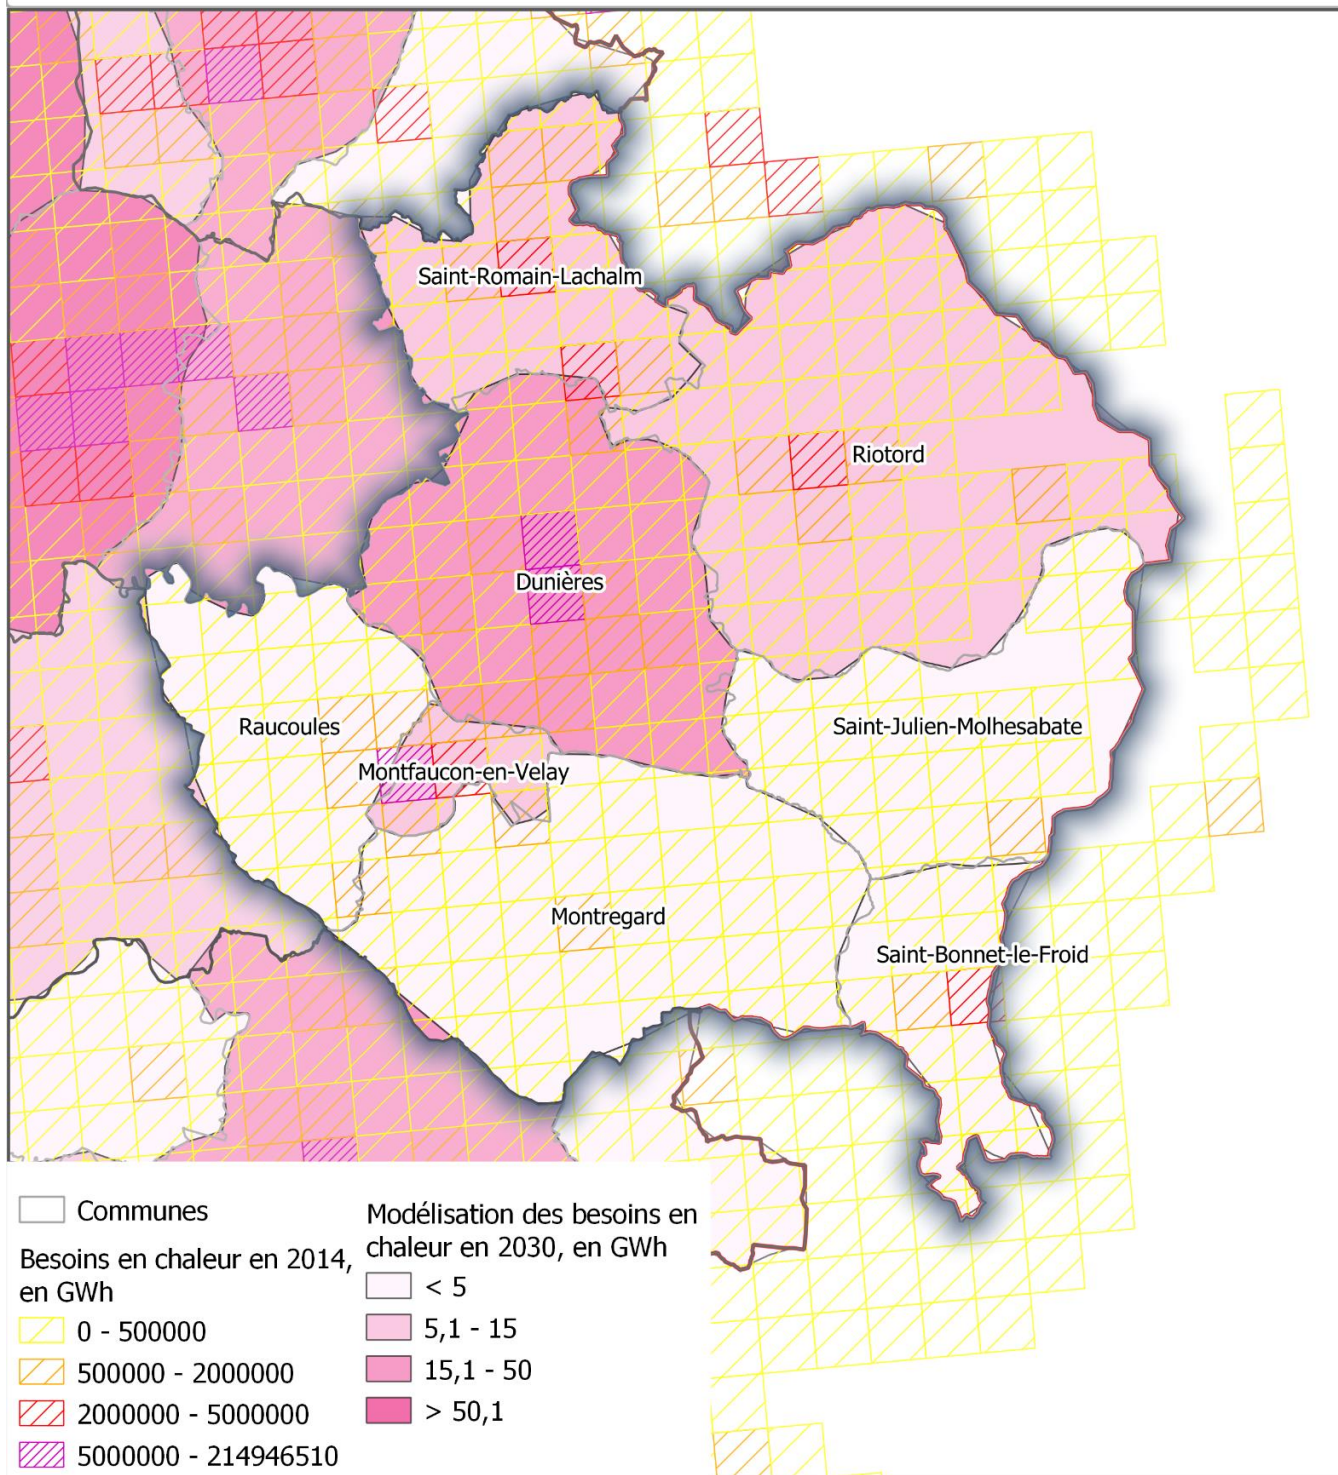 Saint-Romain-Lachalm
Riotord
Dunières
Raucoules
Saint-Julien-Molhesabate
Montfaucon-en-Velay
Montregard
Saint-Bonnet-le-Froid
Communes
Besoins en chaleur en 2014,
en GWh
0 - 500000
500000 - 2000000
2000000 - 5000000
5000000 - 214946510
Modélisation des besoins en
chaleur en 2030, en GWh
< 5
5,1 - 15
15,1 - 50
> 50,1